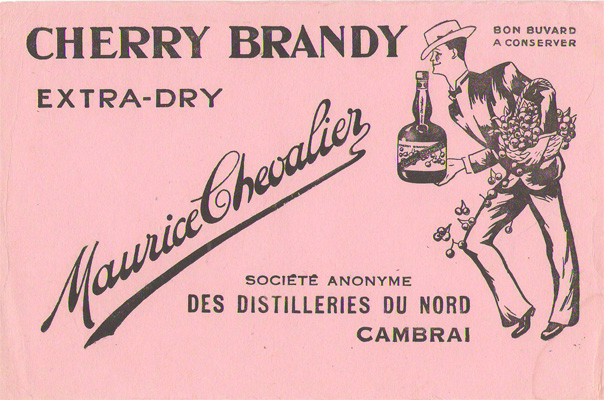 CHERRY BRANDY
BON BUVARD
A CONSERVER
EXTRA-DRY
Maurice Chevalier
SOCIÉTÉ ANONYME
DES DISTILLERIES DU NORD
CAMBRAI